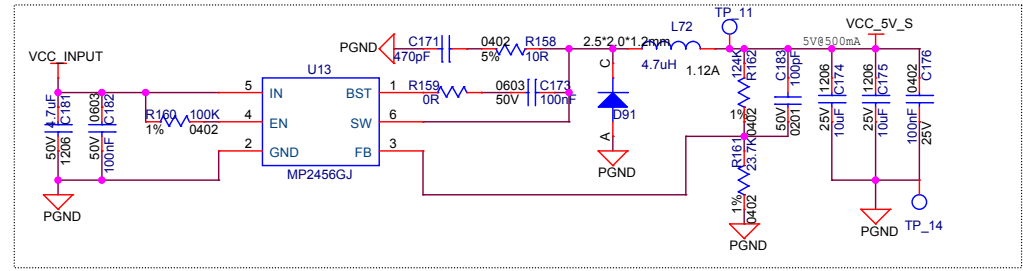 VCC_INPUT
4.7uF
C181
50V
1206
0603
C182
50V
100nF
PGND
R160
100K
1%
0402
U13
5
IN
4
EN
2
GND
BST
1
SW
6
FB
3
MP2456GJ
PGND
C171
470pF
0402
5%
R158
10R
R159
0R
0603
50V
C173
100nF
2.5*2.0*1.2mm
C
A
D91
PGND
L72
4.7uH
1.12A
TP_11
124K
R162
1%
0402
C183
100pF
50V
0201
R161
23.7K
1%
0402
PGND
VCC_5V_S
5V@500mA
1206
C174
25V
10uF
1206
C175
25V
10uF
0402
C176
100nF
25V
PGND
TP_14